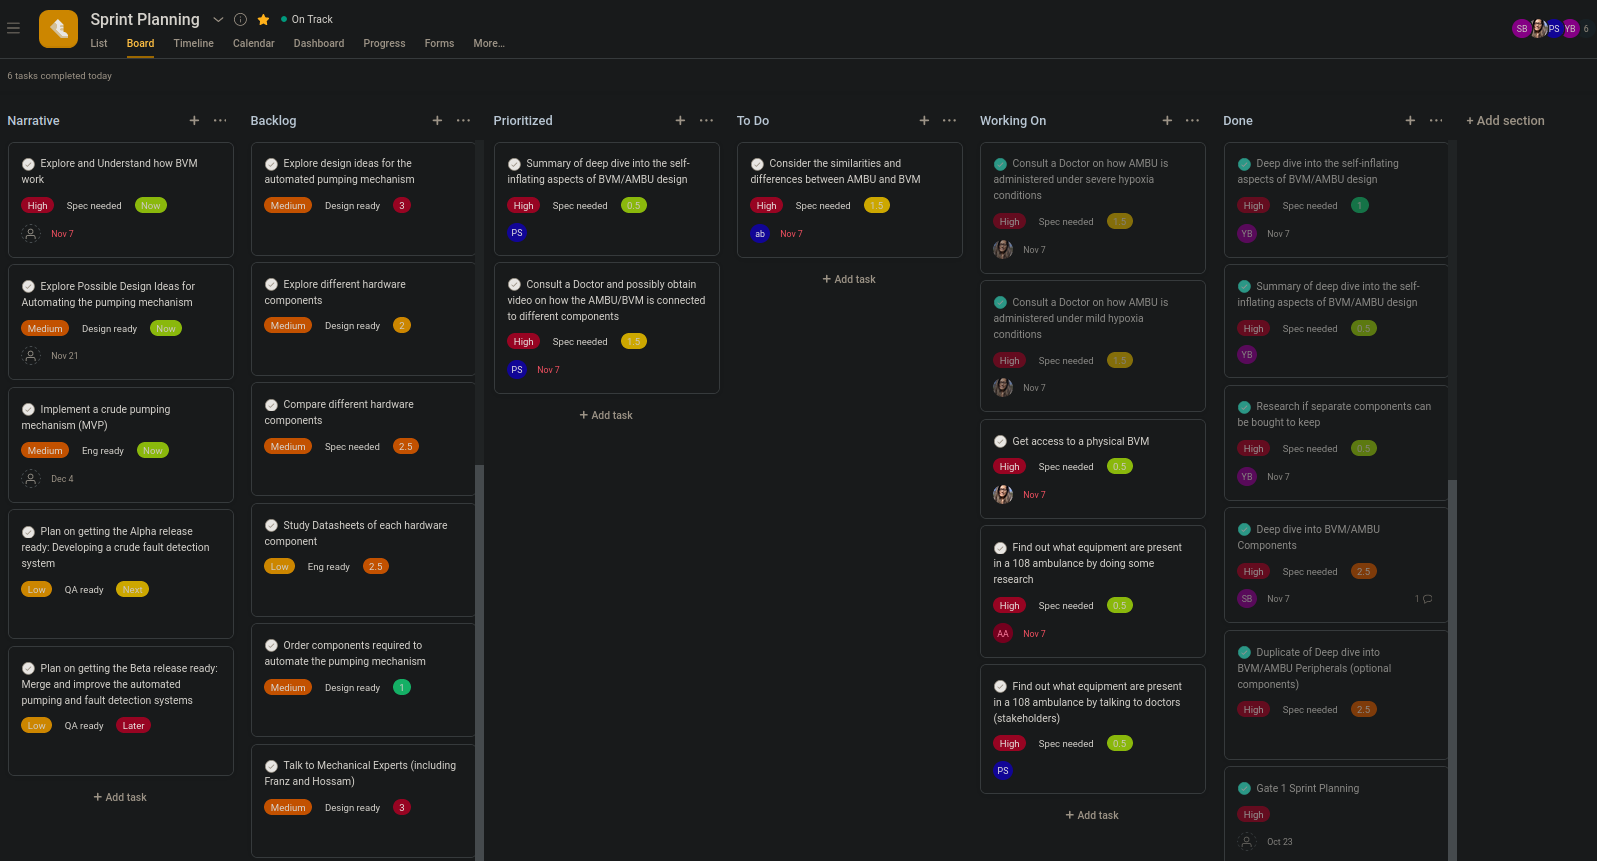 Sprint Planning
On Track
SB
PS
YB
6
List
Board
Timeline
Calendar
Dashboard
Progress
Forms
More...
6 tasks completed today
Narrative
Explore and Understand how BVM
work
High
Spec needed
Now
Nov 7
Explore Possible Design Ideas for
Automating the pumping mechanism
Medium
Design ready
Now
Nov 21
Implement a crude pumping
mechanism (MVP)
Medium
Eng ready
Now
Dec 4
Plan on getting the Alpha release
ready: Developing a crude fault detection
system
Low
QA ready
Next
Plan on getting the Beta release ready:
Merge and improve the automated
pumping and fault detection systems
Low
QA ready
Later
+ Add task
Backlog
Explore design ideas for the
automated pumping mechanism
Medium
Design ready
3
Explore different hardware
components
Medium
Design ready
2
Compare different hardware
components
Medium
Spec needed
2.5
Study Datasheets of each hardware
component
Low
Eng ready
2.5
Order components required to
automate the pumping mechanism
Medium
Design ready
1
Talk to Mechanical Experts (including
Franz and Hossam)
Medium
Design ready
3
Prioritized
Summary of deep dive into the self-
inflating aspects of BVM/AMBU design
High
Spec needed
0.5
PS
Consult a Doctor and possibly obtain
video on how the AMBU/BVM is connected
to different components
High
Spec needed
1.5
PS
Nov 7
+ Add task
To Do
Consider the similarities and
differences between AMBU and BVM
High
Spec needed
1.5
ab
Nov 7
+ Add task
Working On
Consult a Doctor on how AMBU is
administered under severe hypoxia
conditions
High
Spec needed
1.5
Nov 7
Consult a Doctor on how AMBU is
administered under mild hypoxia
conditions
High
Spec needed
1.5
Nov 7
Get access to a physical BVM
High
Spec needed
0.5
Nov 7
Find out what equipment are present
in a 108 ambulance by doing some
research
High
Spec needed
0.5
AA
Nov 7
Find out what equipment are present
in a 108 ambulance by talking to doctors
(stakeholders)
High
Spec needed
0.5
PS
+ Add task
Done
Deep dive into the self-inflating
aspects of BVM/AMBU design
High
Spec needed
1
YB
Nov 7
Summary of deep dive into the self-
inflating aspects of BVM/AMBU design
High
Spec needed
0.5
YB
Research if separate components can
be bought to keep
High
Spec needed
0.5
YB
Nov 7
Deep dive into BVM/AMBU
Components
High
Spec needed
2.5
SB
Nov 7
1
Duplicate of Deep dive into
BVM/AMBU Peripherals (optional
components)
High
Spec needed
2.5
Gate 1 Sprint Planning
High
Oct 23
+ Add section